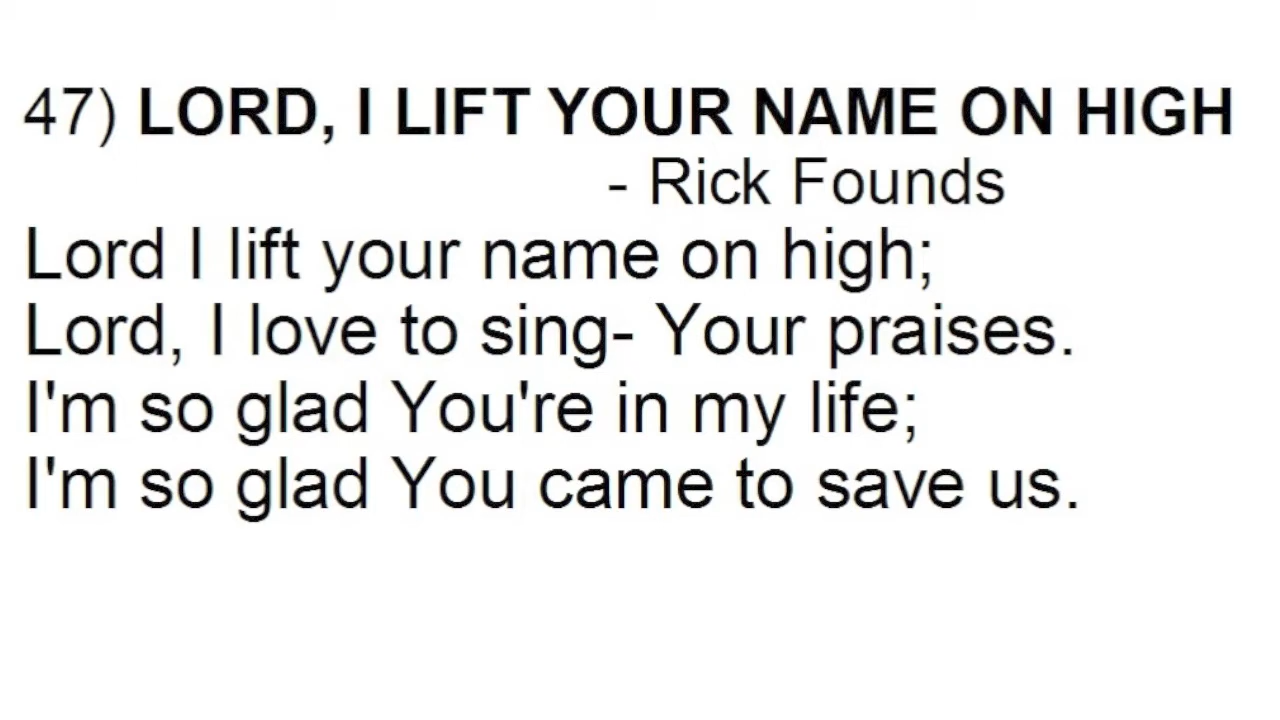 47) LORD, I LIFT YOUR NAME ON HIGH
- Rick Founds
Lord I lift your name on high;
Lord, I love to sing- Your praises.
I'm so glad You're in my life;
I'm so glad You came to save us.